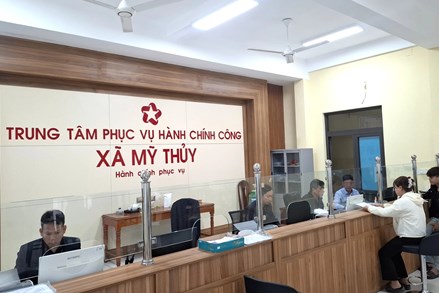 TRUNG TÂM PHỤC VỤ HÀNH CHÍNH CÔNG
XÃ MỸ THỦY
Hành chính phục vụ